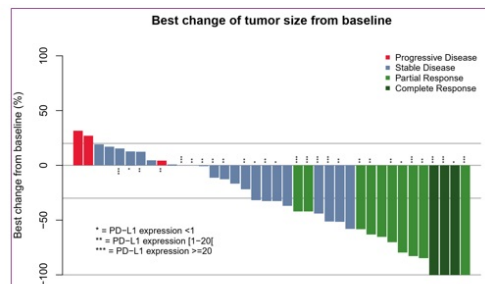 Best change of tumor size from baseline
Best change from baseline (%)
100
50
0
−50
−100
Progressive Disease
Stable Disease
Partial Response
Complete Response
* = PD−L1 expression <1
** = PD−L1 expression [1−20[
*** = PD−L1 expression >=20